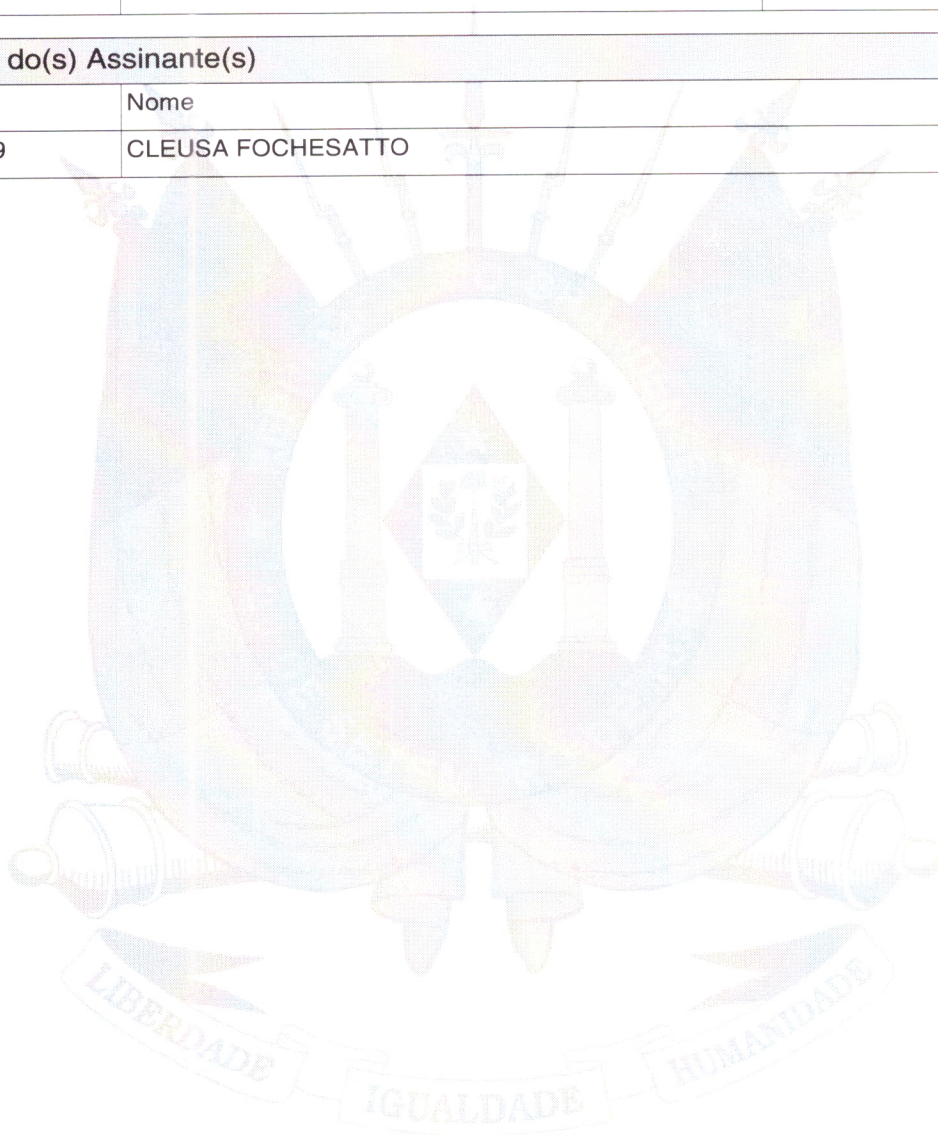 do(s) Assinante(s)
Nome
9 CLEUSA FOCHESATTO
LIBERDADE
IGUALDADE
HUMANIDADE